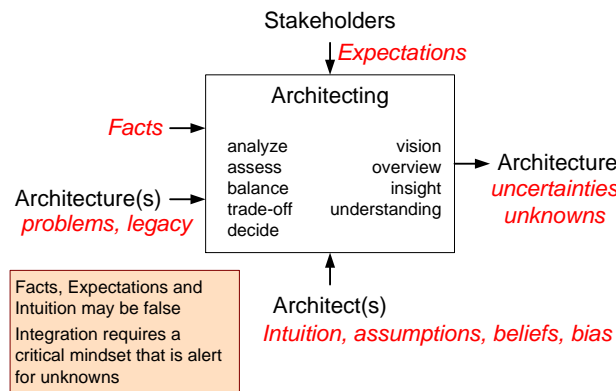 Stakeholders
Expectations
Architecting
Facts
analyze
assess
balance
trade-off
decide
vision
overview
insight
understanding
Architecture
uncertainties
unknowns
Architecture(s)
problems, legacy
Facts, Expectations and
Intuition may be false
Integration requires a
critical mindset that is alert
for unknowns
Architect(s)
Intuition, assumptions, beliefs, bias